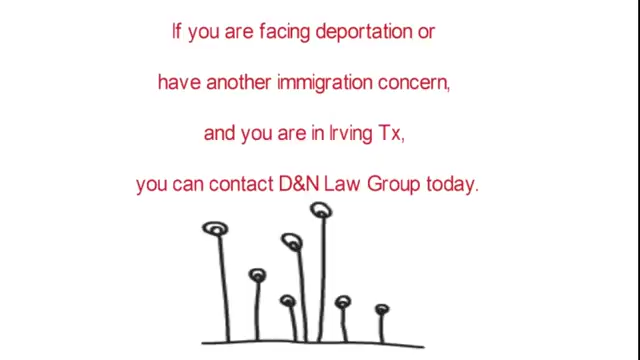 If you are facing deportation or
have another immigration concern,
and you are in Irving Tx,
you can contact D&N Law Group today.